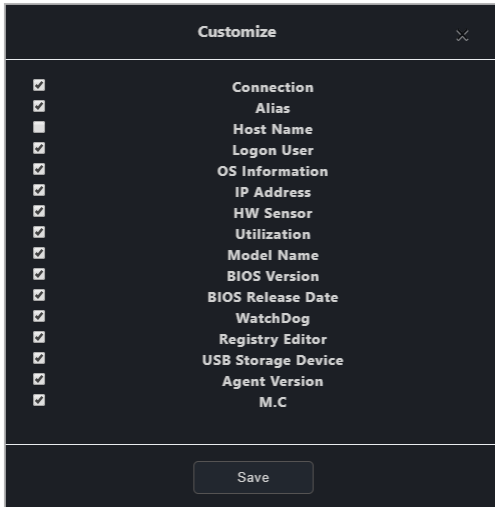 Customize
Connection
Alias
Host Name
Logon User
OS Information
IP Address
HW Sensor
Utilization
Model Name
BIOS Version
BIOS Release Date
WatchDog
Registry Editor
USB Storage Device
Agent Version
M.C
Save